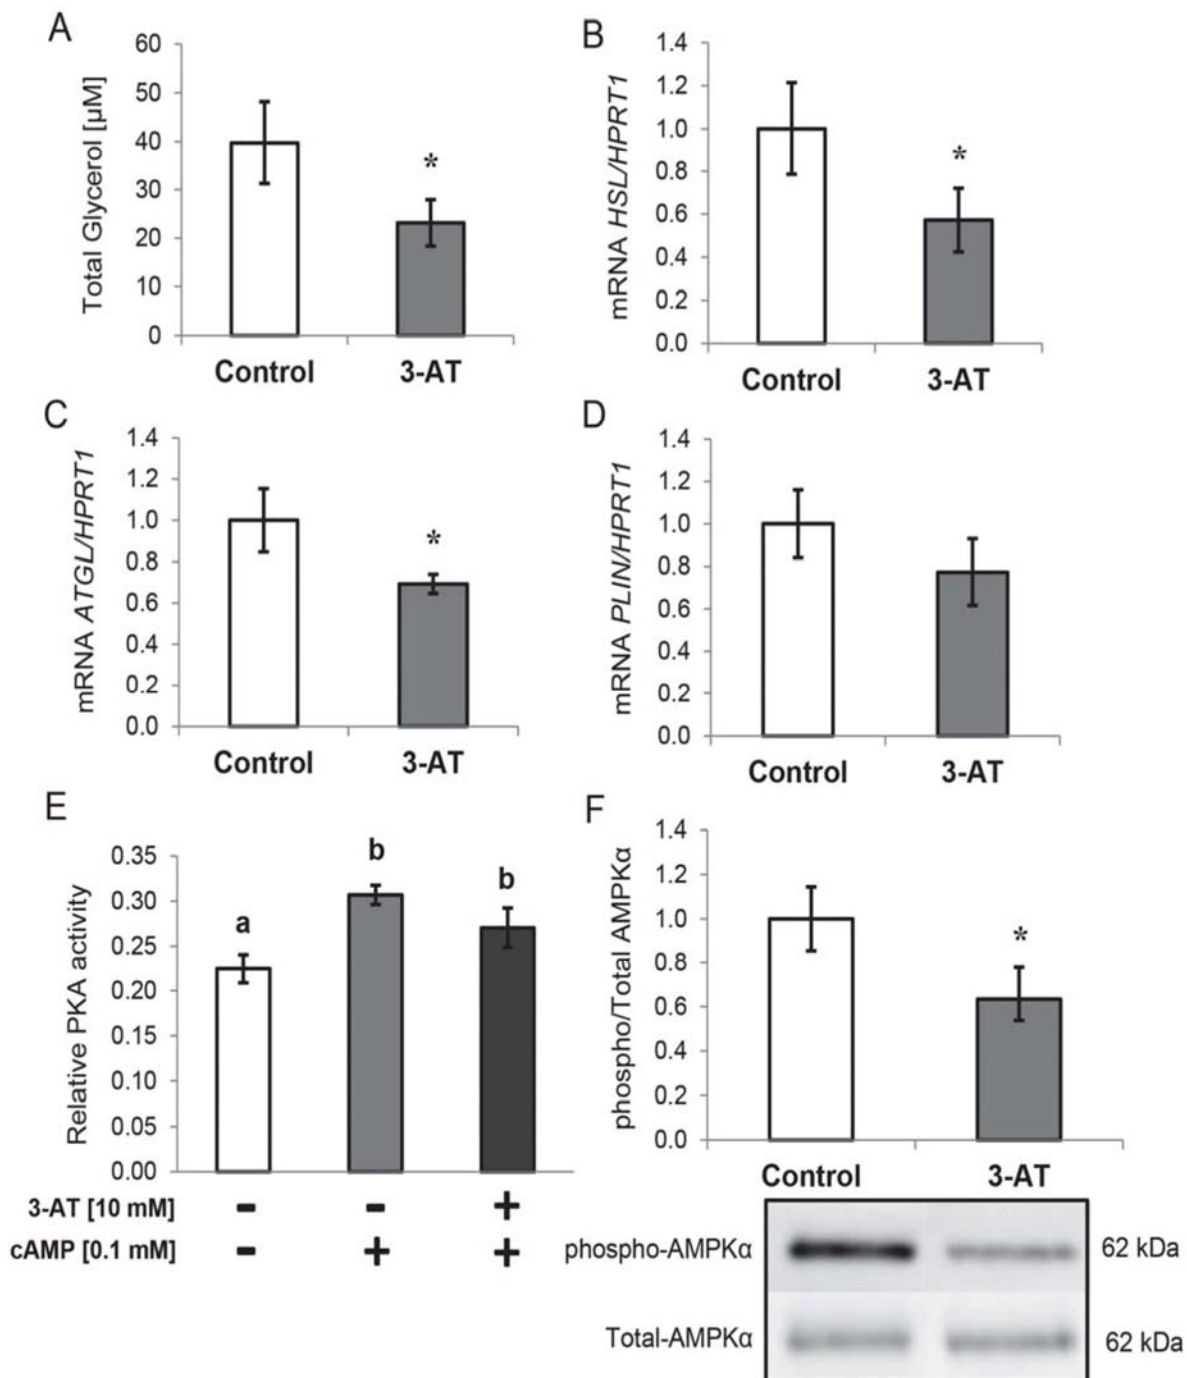 A
Total Glycerol [µM]
60
50
40
30
20
10
0
*
Control 3-AT
B
mRNA HSL/HPRT1
1.4
1.2
1.0
0.8
0.6
0.4
0.2
0.0
*
Control 3-AT
C
mRNA ATGL/HPRT1
1.4
1.2
1.0
0.8
0.6
0.4
0.2
0.0
*
Control 3-AT
D
mRNA PLIN/HPRT1
1.4
1.2
1.0
0.8
0.6
0.4
0.2
0.0
Control 3-AT
E
Relative PKA activity
0.35
0.30
0.25
0.20
0.15
0.10
0.05
0.00
a b b
3-AT [10 mM] - - +
cAMP [0.1 mM] - + +
F
phospho/Total AMPKα
1.4
1.2
1.0
0.8
0.6
0.4
0.2
0.0
*
Control 3-AT
phospho-AMPKα 62 kDa
Total-AMPKα 62 kDa